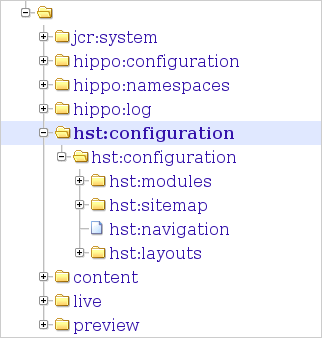 jcr:system
hippo:configuration
hippo:namespaces
hippo:log
hst:configuration
hst:configuration
hst:modules
hst:sitemap
hst:navigation
hst:layouts
content
live
preview